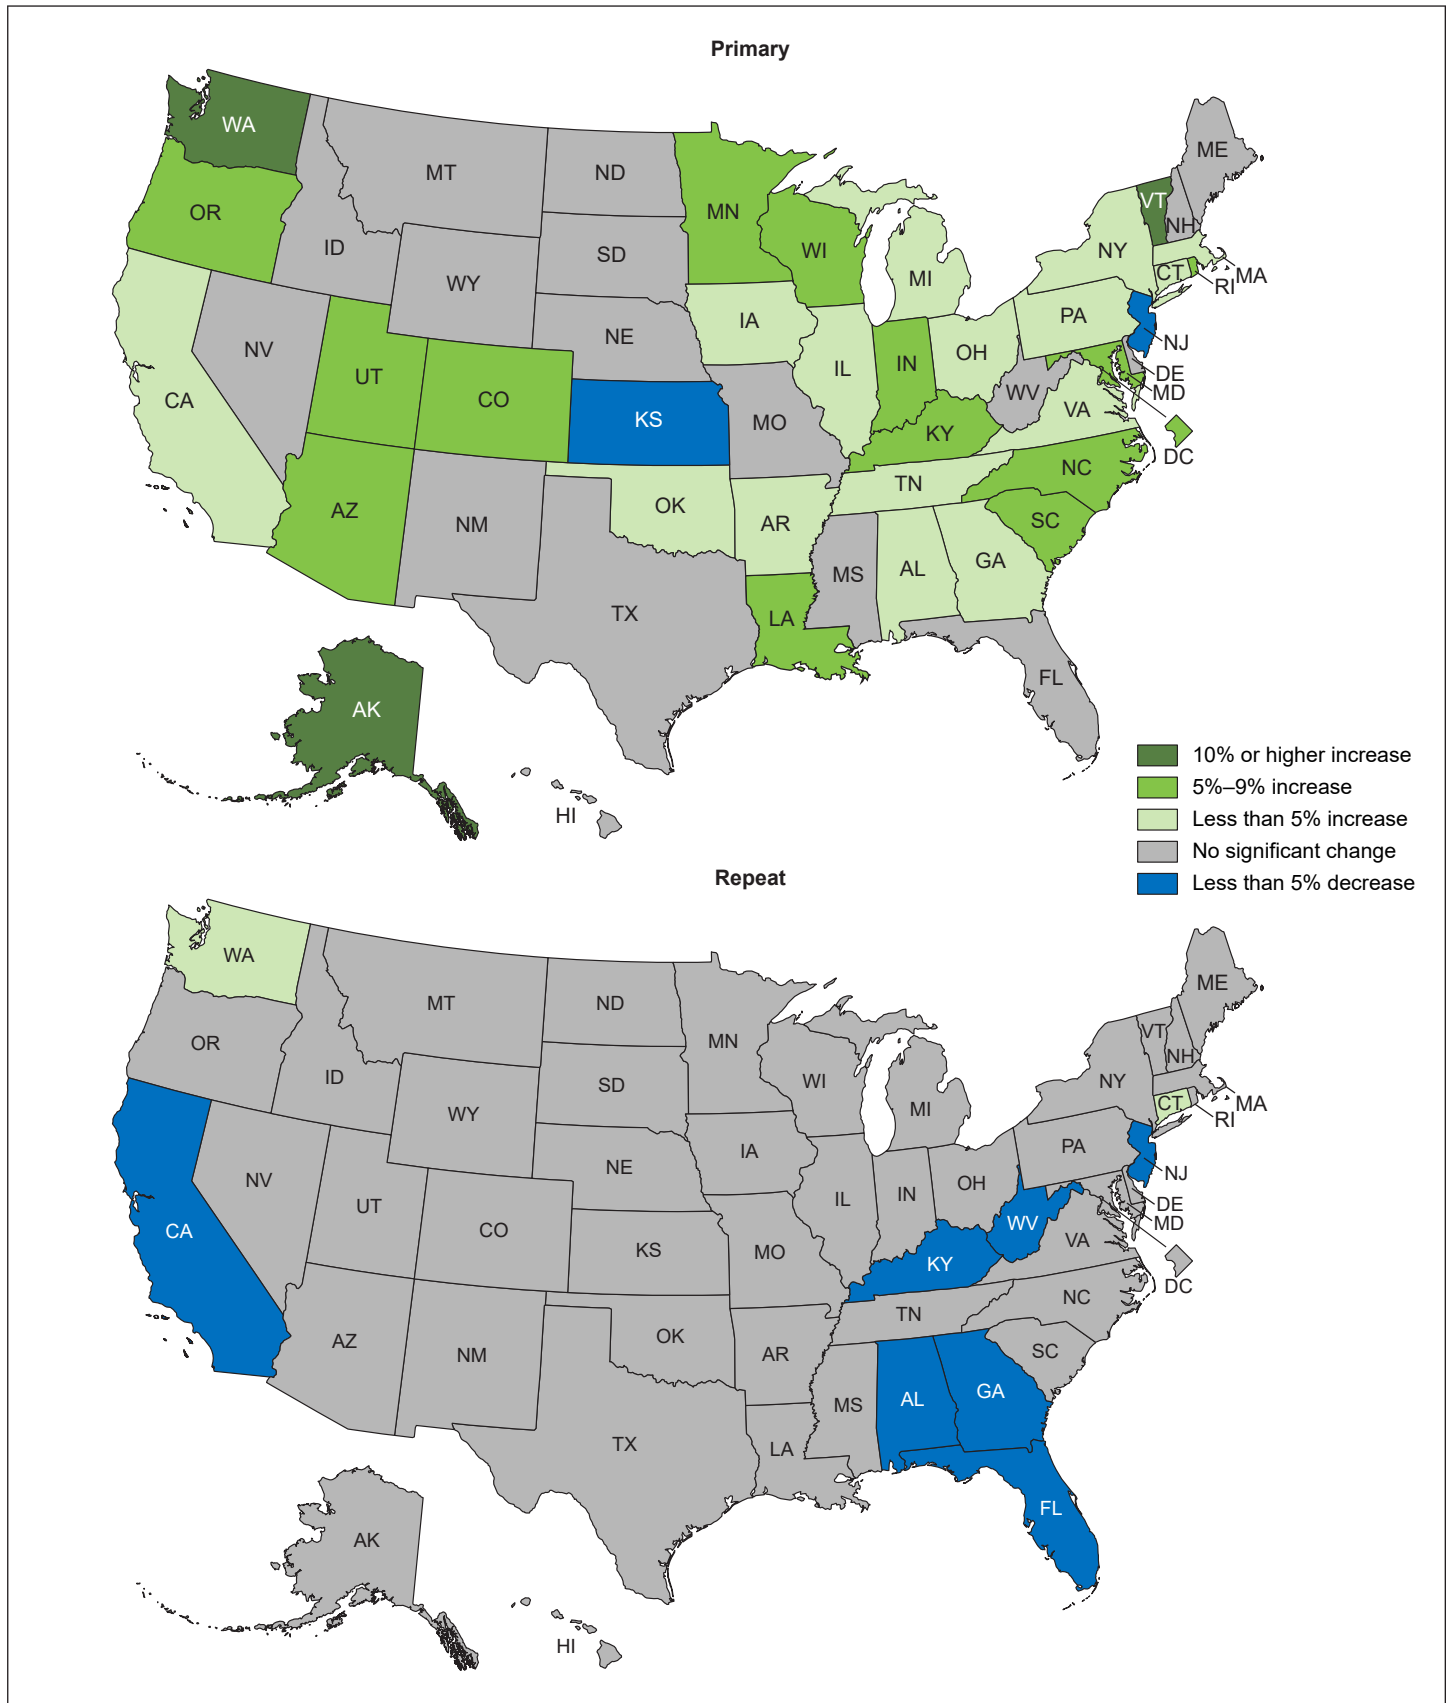 Primary
WA
MT
ND
MN
ME
VT
NH
OR
ID
SD
WI
MI
NY
MA
CT
RI
WY
IA
PA
NV
NE
NJ
UT
IL
IN
OH
DE
MD
CA
CO
KS
MO
WV
VA
KY
DC
NC
TN
AZ
NM
OK
AR
SC
MS
AL
GA
TX
LA
FL
AK
HI
10% or higher increase
5%–9% increase
Less than 5% increase
No significant change
Less than 5% decrease
Repeat
WA
MT
ND
MN
ME
VT
NH
OR
ID
SD
WI
MI
NY
MA
CT
RI
WY
IA
PA
NV
NE
NJ
UT
IL
IN
OH
DE
MD
CA
CO
KS
MO
WV
VA
KY
DC
NC
TN
AZ
NM
OK
AR
SC
MS
AL
GA
TX
LA
FL
AK
HI